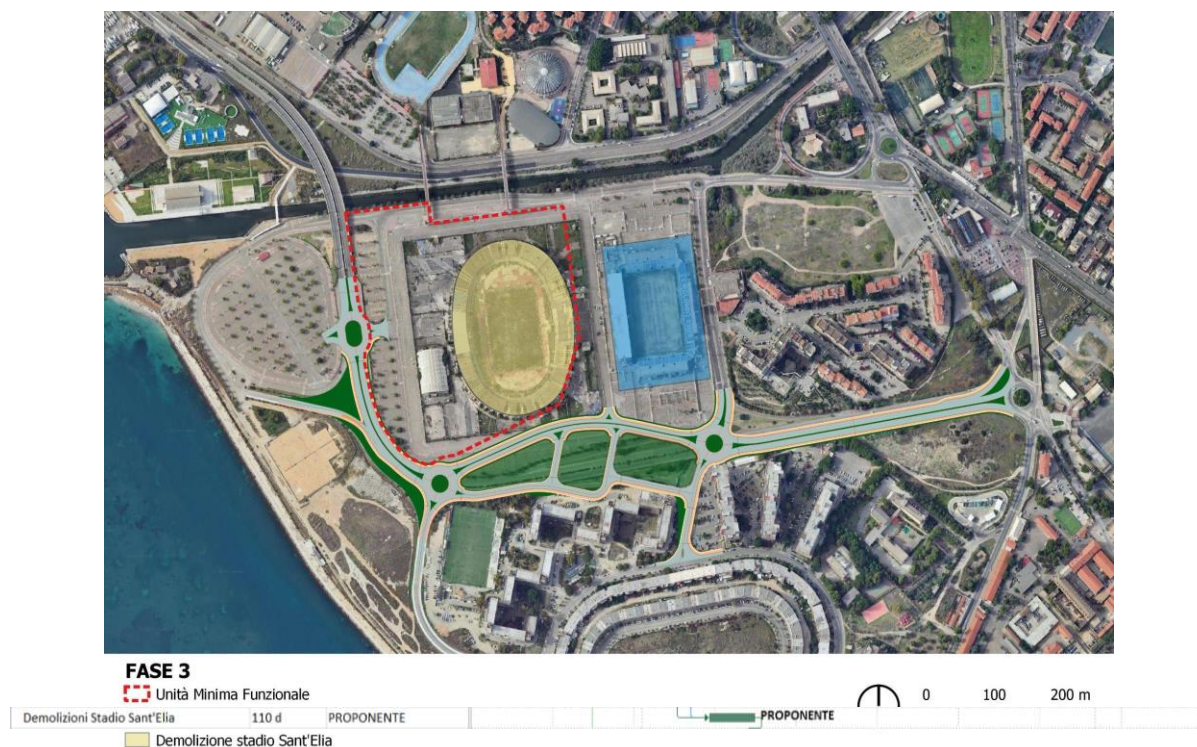 FASE 3
Unità Minima Funzionale
0 100 200 m
Demolizioni Stadio Sant'Elia 110 d PROPONENTE PROPONENTE
Demolizione stadio Sant'Elia